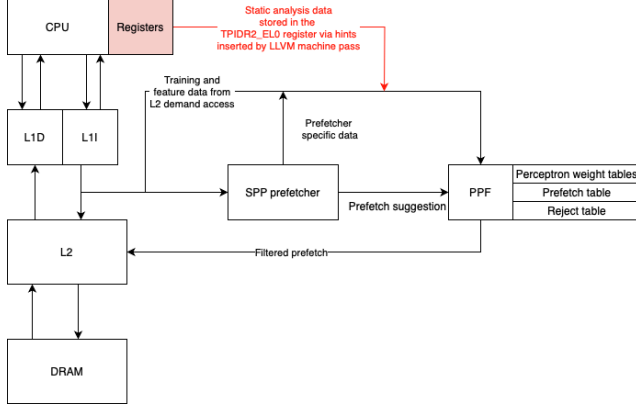 CPU
Registers
Static analysis data
stored in the
TPIDR2_EL0 register via hints
inserted by LLVM machine pass
Training and
feature data from
L2 demand access
Prefetcher
specific data
L1D
L1I
SPP prefetcher
Prefetch suggestion
PPF
Perceptron weight tables
Prefetch table
Reject table
L2
Filtered prefetch
DRAM